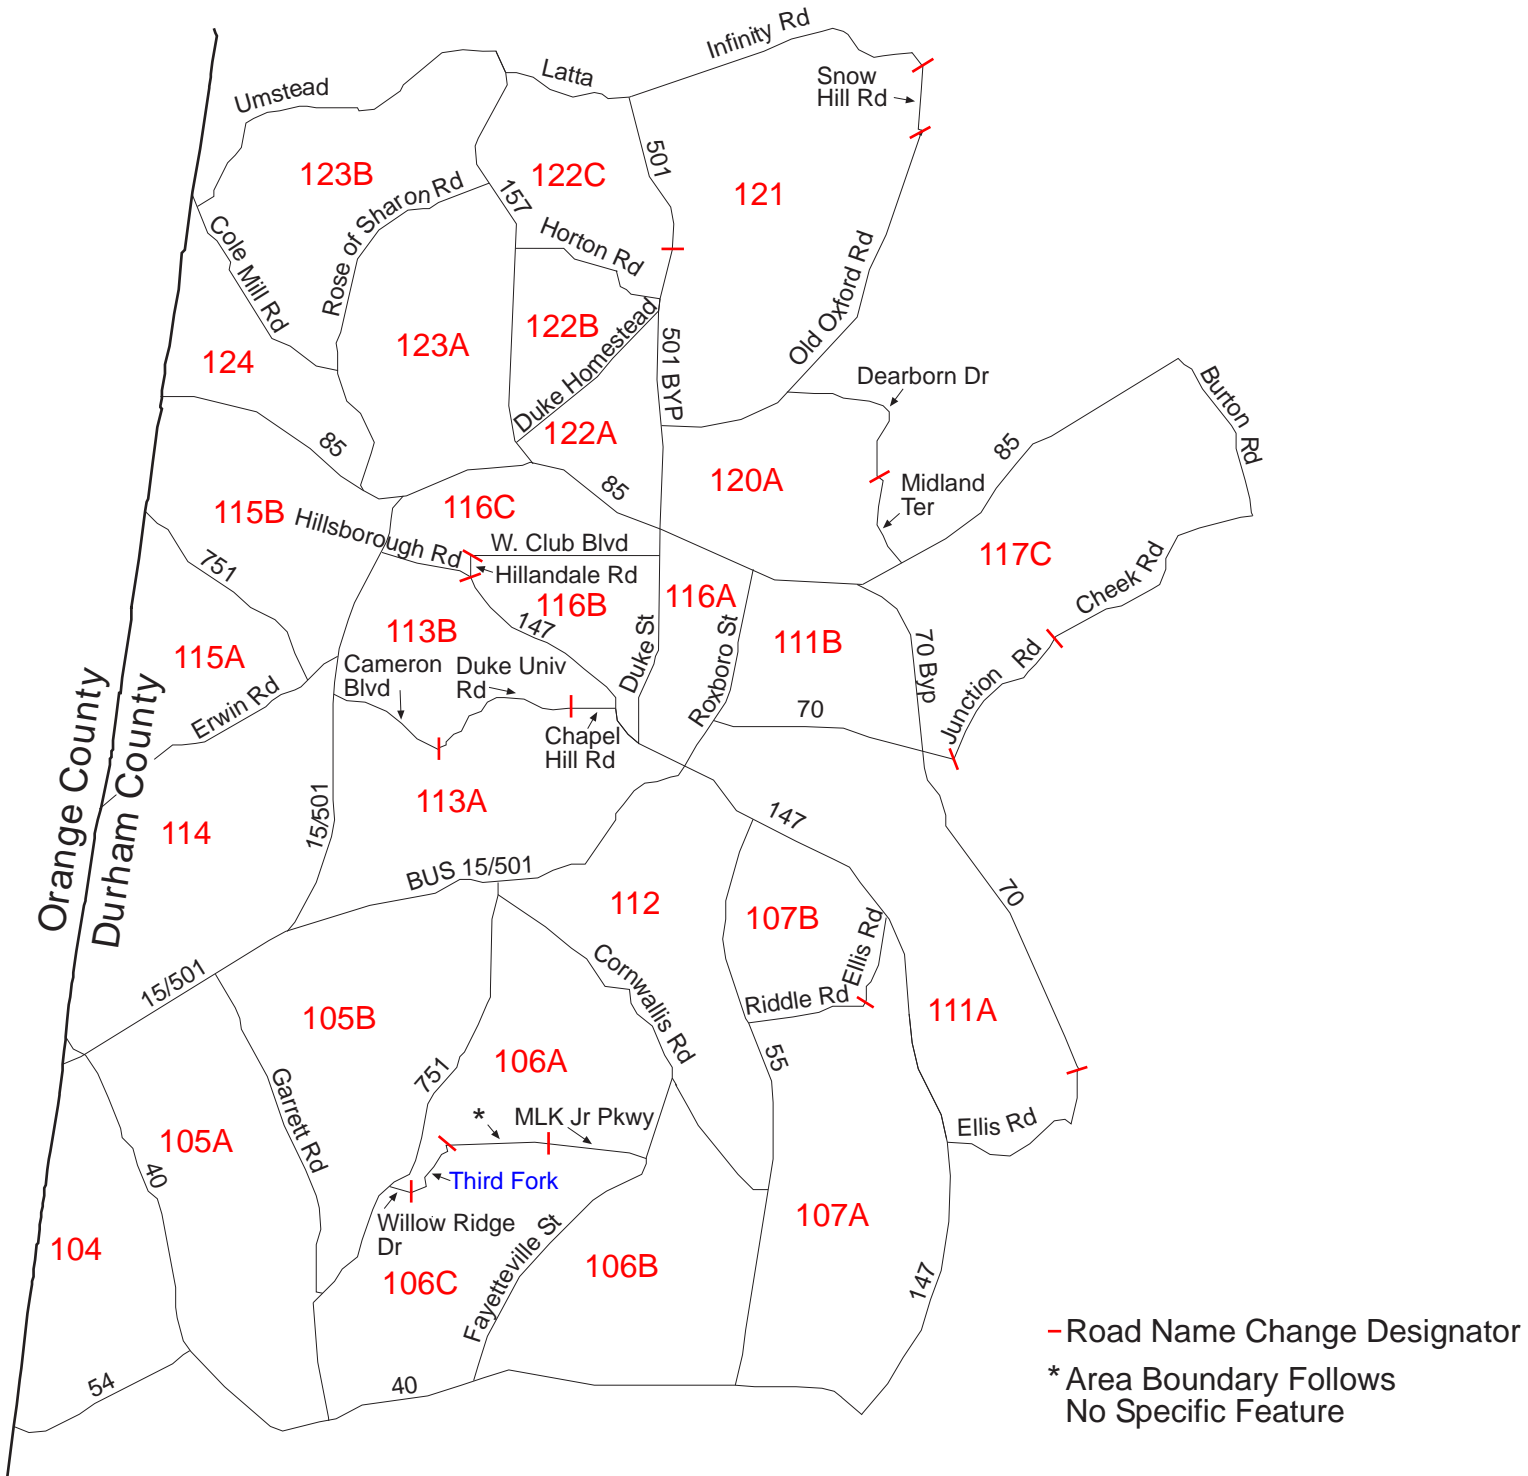 Infinity Rd
Latta
Snow
Hill Rd
Umstead
501
123B
122C
121
Rose of Sharon Rd
157
Cole Mill Rd
Horton Rd
Old Oxford Rd
122B
123A
124
Duke Homestead
501 BYP
Dearborn Dr
Burton Rd
122A
85
85
120A
85
Midland
Ter
116C
115B
Hillsborough Rd
W. Club Blvd
117C
751
Hillandale Rd
116B
116A
Cheek Rd
147
113B
111B
115A
Cameron
Blvd
Duke Univ
Rd
Duke St
Roxboro St
70 Byp
Junction Rd
Erwin Rd
70
Chapel
Hill Rd
Orange County
Durham County
113A
114
15/501
147
BUS 15/501
70
112
107B
Ellis Rd
Cornwallis Rd
15/501
Riddle Rd
105B
111A
106A
55
751
Garrett Rd
*
MLK Jr Pkwy
Ellis Rd
105A
40
Third Fork
107A
Willow Ridge
Dr
104
106C
Fayetteville St
106B
147
54
40
Road Name Change Designator
* Area Boundary Follows
No Specific Feature